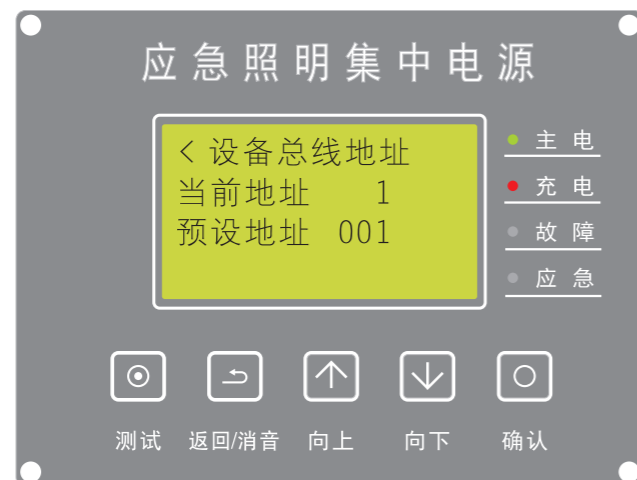 应急照明集中电源
< 设备总线地址
当前地址 1
预设地址 001
主电
充电
故障
应急
测试 返回/消音 向上 向下 确认